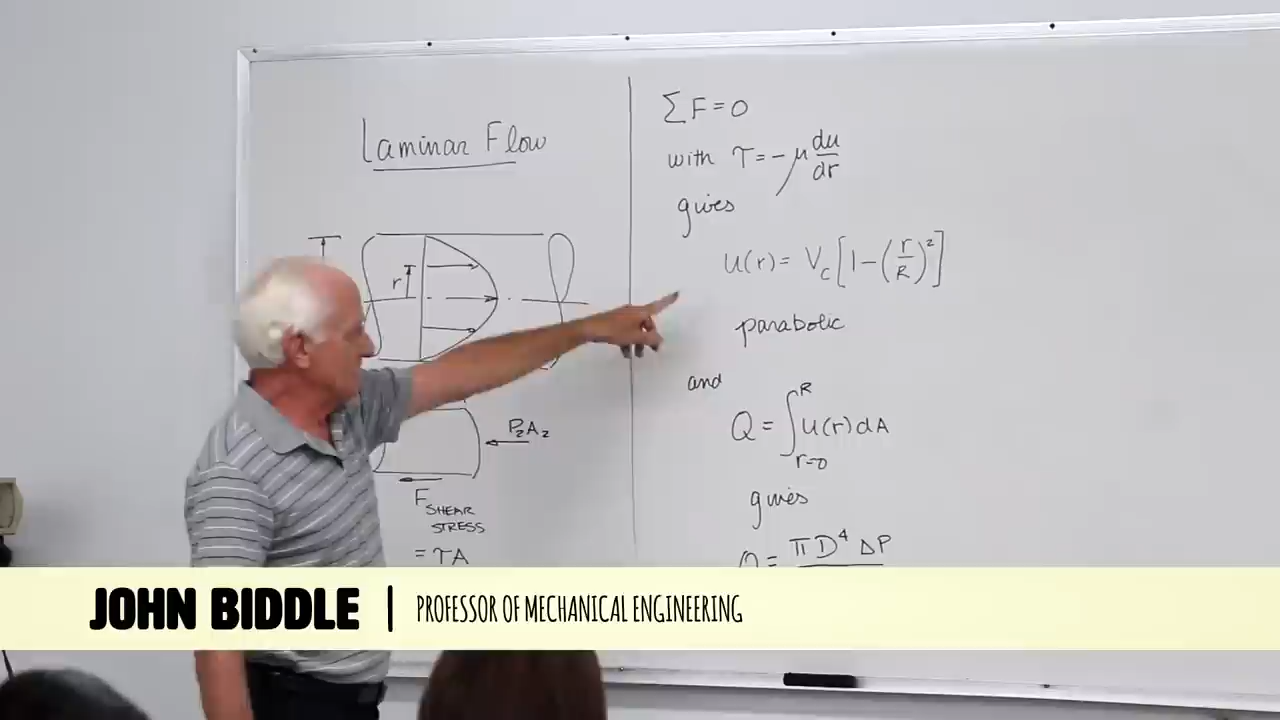 Laminar Flow
r
P₂A₂
F SHEAR
STRESS
= τA
ΣF=0
with τ=-μ du/dr
gives
u(r)= V_c[1-(r/R)²]
parabolic
and
Q = ∫_{r=0}^{R} u(r)dA
gives
Q = πD⁴ ΔP
JOHN BIDDLE | PROFESSOR OF MECHANICAL ENGINEERING